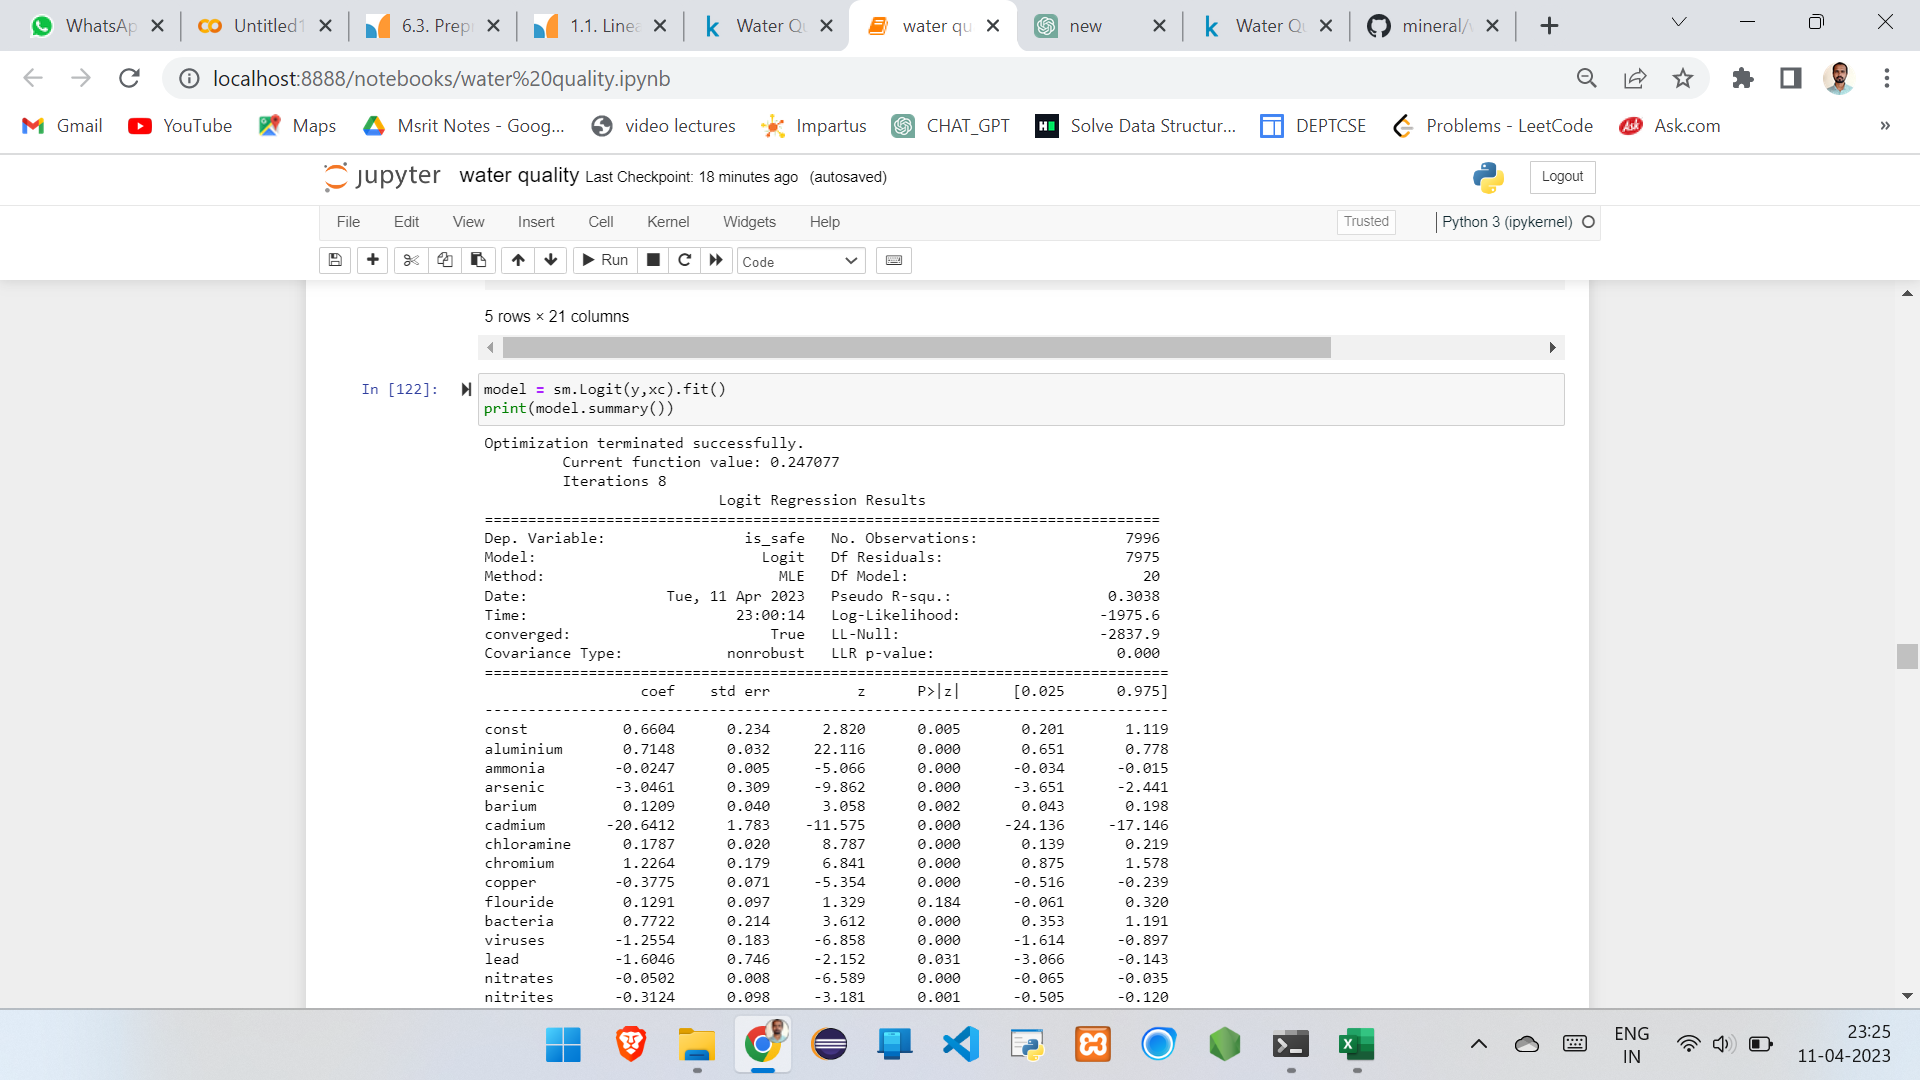 WhatsAp
Untitled1
6.3. Prepr
1.1. Linea
Water Qu
water qu
new
Water Qu
mineral/w
localhost:8888/notebooks/water%20quality.ipynb
Gmail YouTube Maps Msrit Notes - Goog... video lectures Impartus CHAT_GPT Solve Data Structur... DEPTCSE Problems - LeetCode Ask Ask.com »
jupyter water quality Last Checkpoint: 18 minutes ago (autosaved) Logout
File Edit View Insert Cell Kernel Widgets Help Trusted Python 3 (ipykernel)
Run Code
5 rows × 21 columns
In [122]: model = sm.Logit(y,xc).fit()
print(model.summary())
Optimization terminated successfully.
Current function value: 0.247077
Iterations 8
Logit Regression Results
==============================================================================
Dep. Variable: is_safe No. Observations: 7996
Model: Logit Df Residuals: 7975
Method: MLE Df Model: 20
Date: Tue, 11 Apr 2023 Pseudo R-squ.: 0.3038
Time: 23:00:14 Log-Likelihood: -1975.6
converged: True LL-Null: -2837.9
Covariance Type: nonrobust LLR p-value: 0.000
===============================================================================
coef std err z P>|z| [0.025 0.975]
-------------------------------------------------------------------------------
const 0.6604 0.234 2.820 0.005 0.201 1.119
aluminium 0.7148 0.032 22.116 0.000 0.651 0.778
ammonia -0.0247 0.005 -5.066 0.000 -0.034 -0.015
arsenic -3.0461 0.309 -9.862 0.000 -3.651 -2.441
barium 0.1209 0.040 3.058 0.002 0.043 0.198
cadmium -20.6412 1.783 -11.575 0.000 -24.136 -17.146
chloramine 0.1787 0.020 8.787 0.000 0.139 0.219
chromium 1.2264 0.179 6.841 0.000 0.875 1.578
copper -0.3775 0.071 -5.354 0.000 -0.516 -0.239
flouride 0.1291 0.097 1.329 0.184 -0.061 0.320
bacteria 0.7722 0.214 3.612 0.000 0.353 1.191
viruses -1.2554 0.183 -6.858 0.000 -1.614 -0.897
lead -1.6046 0.746 -2.152 0.031 -3.066 -0.143
nitrates -0.0502 0.008 -6.589 0.000 -0.065 -0.035
nitrites -0.3124 0.098 -3.181 0.001 -0.505 -0.120
ENG
IN
23:25
11-04-2023